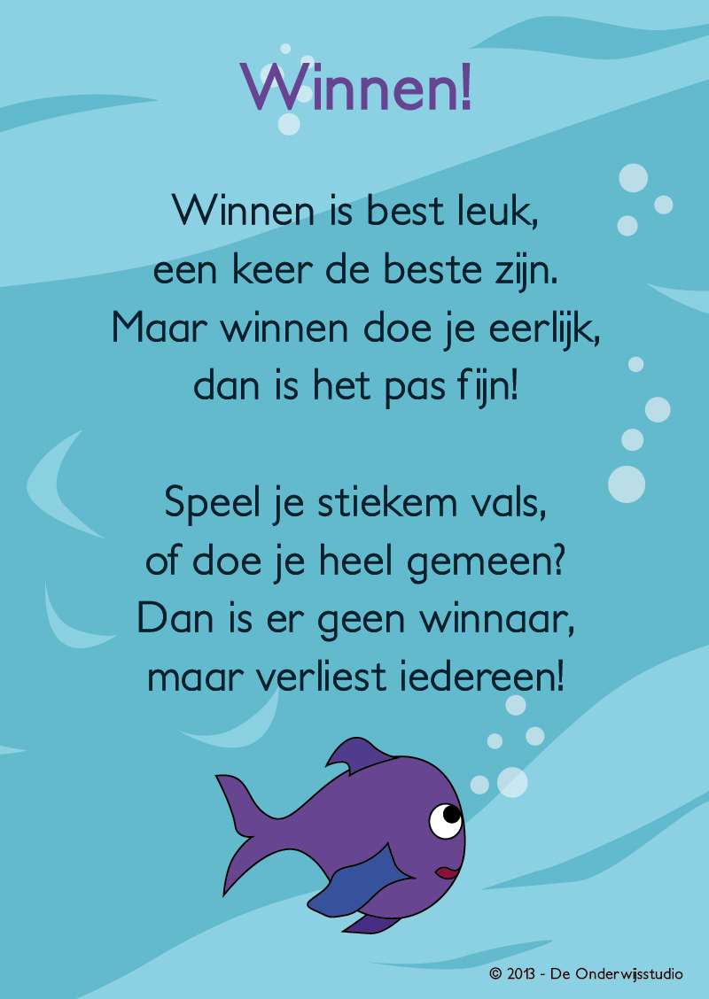 Winnen!
Winnen is best leuk,
een keer de beste zijn.
Maar winnen doe je eerlijk,
dan is het pas fijn!
Speel je stiekem vals,
of doe je heel gemeen?
Dan is er geen winnaar,
maar verliest iedereen!
© 2013 - De Onderwijsstudio